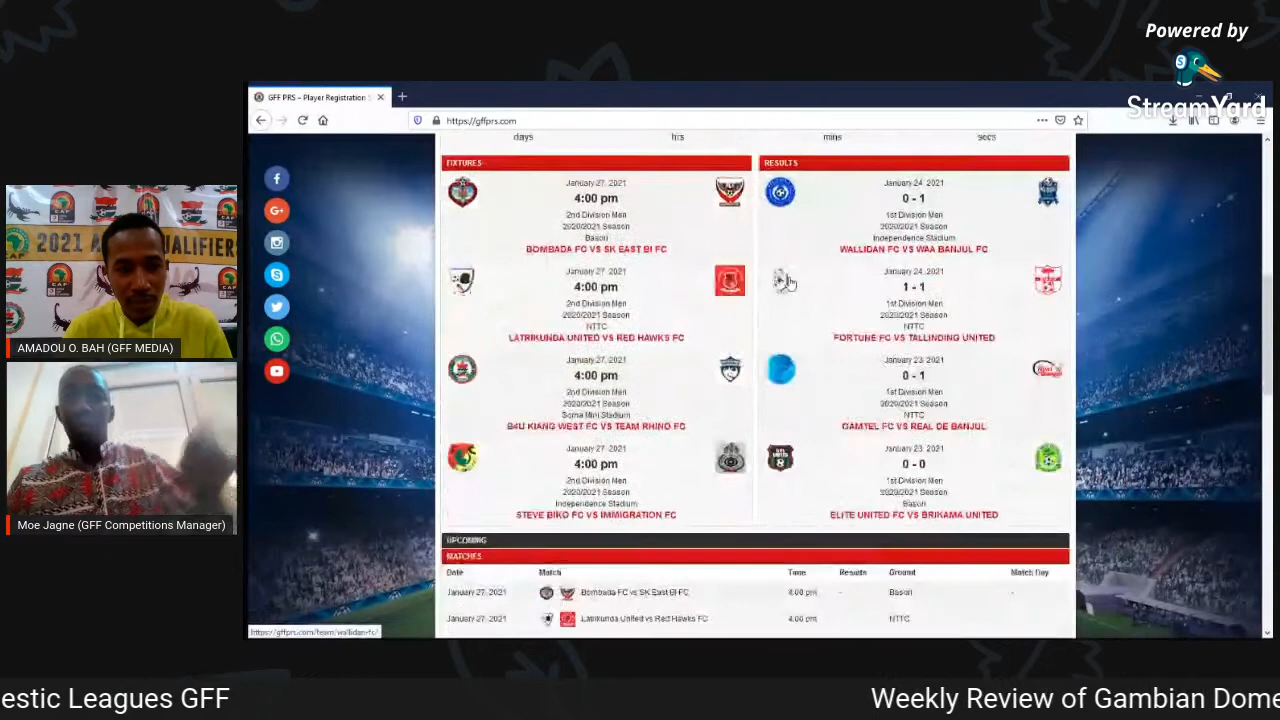 Powered by
StreamYard
GFF PRS – Player Registration S
https://gffprs.com
days hrs mins secs
FIXTURES
January 27, 2021
4:00 pm
2nd Division Men
2020/2021 Season
Basori
BOMBADA FC VS SK EAST BI FC
January 27, 2021
4:00 pm
2nd Division Men
2020/2021 Season
NTTC
LATRIKUNDA UNITED VS RED HAWKS FC
January 27, 2021
4:00 pm
2nd Division Men
2020/2021 Season
Soma Mini Stadium
B4U KIANG WEST FC VS TEAM RHINO FC
January 27, 2021
4:00 pm
2nd Division Men
2020/2021 Season
Independence Stadium
STEVE BIKO FC VS IMMIGRATION FC
RESULTS
January 24, 2021
0 - 1
1st Division Men
2020/2021 Season
Independence Stadium
WALLIDAN FC VS WAA BANJUL FC
January 24, 2021
1 - 1
1st Division Men
2020/2021 Season
NTTC
FORTUNE FC VS TALLINDING UNITED
January 23, 2021
0 - 1
1st Division Men
2020/2021 Season
NTTC
GAMTEL FC VS REAL DE BANJUL
January 23, 2021
0 - 0
1st Division Men
2020/2021 Season
Basori
ELITE UNITED FC VS BRIKAMA UNITED
UPCOMING
MATCHES
Date Match Time Results Ground Match Day
January 27, 2021 Bombada FC vs SK East Bi FC 4:00 pm - Basori -
January 27, 2021 Latrikunda United vs Red Hawks FC 4:00 pm NTTC
https://gffprs.com/team/wallidan-fc/
2021 QUALIFIERS
AMADOU O. BAH (GFF MEDIA)
Moe Jagne (GFF Competitions Manager)
estic Leagues GFF
Weekly Review of Gambian Dome